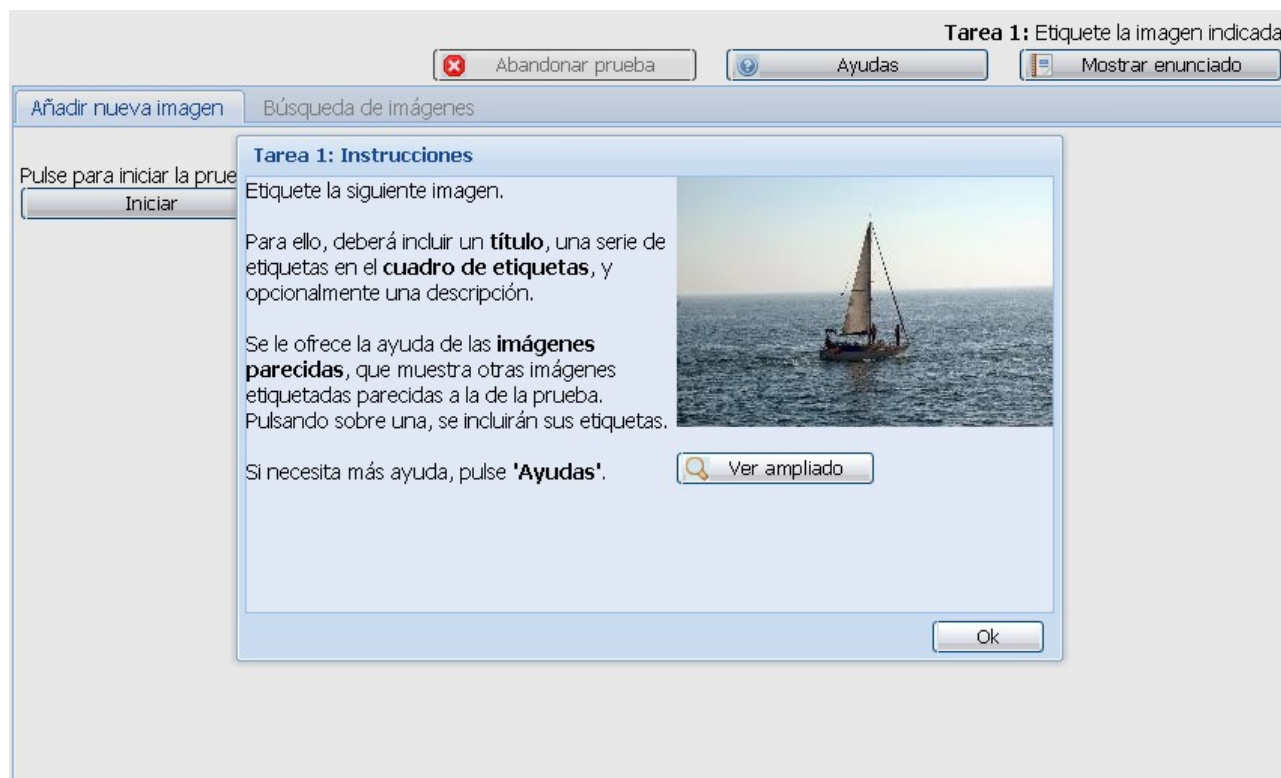 Tarea 1: Etiquete la imagen indicada
Abandonar prueba
Ayudas
Mostrar enunciado
Añadir nueva imagen
Búsqueda de imágenes
Pulse para iniciar la prue
Iniciar
Tarea 1: Instrucciones
Etiquete la siguiente imagen.
Para ello, deberá incluir un título, una serie de
etiquetas en el cuadro de etiquetas, y
opcionalmente una descripción.
Se le ofrece la ayuda de las imágenes
parecidas, que muestra otras imágenes
etiquetadas parecidas a la de la prueba.
Pulsando sobre una, se incluirán sus etiquetas.
Si necesita más ayuda, pulse 'Ayudas'.
Ver ampliado
Ok